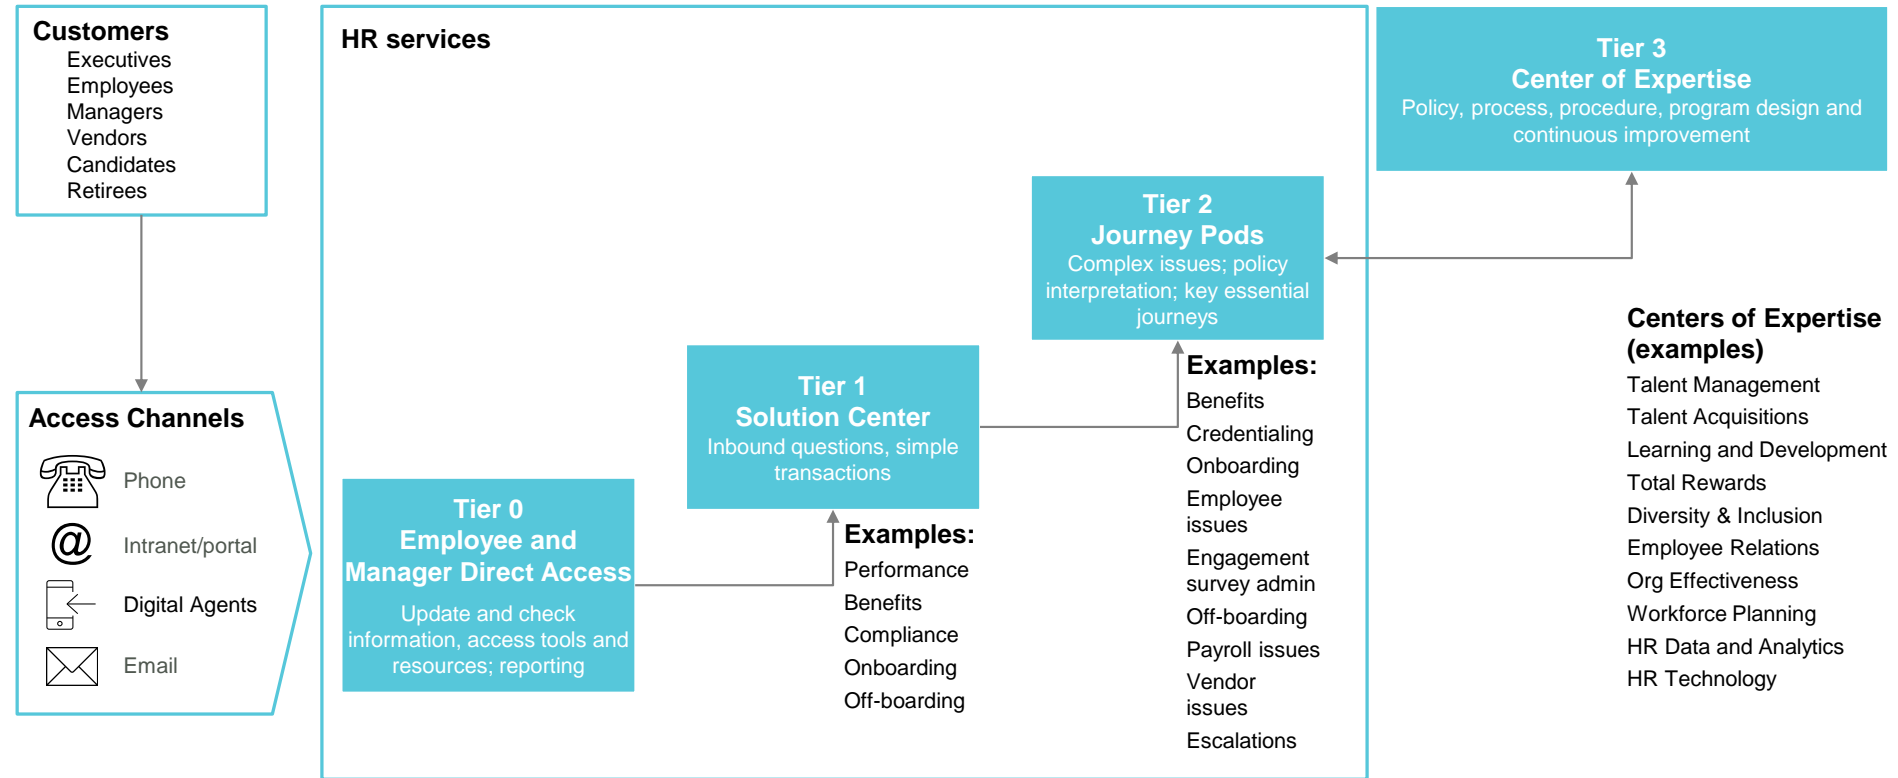 Customers
Executives
Employees
Managers
Vendors
Candidates
Retirees
Access Channels
Phone
@ Intranet/portal
Digital Agents
Email
HR services
Tier 0
Employee and
Manager Direct Access
Update and check
information, access tools and
resources; reporting
Tier 1
Solution Center
Inbound questions, simple
transactions
Examples:
Performance
Benefits
Compliance
Onboarding
Off-boarding
Tier 2
Journey Pods
Complex issues; policy
interpretation; key essential
journeys
Examples:
Benefits
Credentialing
Onboarding
Employee
issues
Engagement
survey admin
Off-boarding
Payroll issues
Vendor
issues
Escalations
Tier 3
Center of Expertise
Policy, process, procedure, program design and
continuous improvement
Centers of Expertise
(examples)
Talent Management
Talent Acquisitions
Learning and Development
Total Rewards
Diversity & Inclusion
Employee Relations
Org Effectiveness
Workforce Planning
HR Data and Analytics
HR Technology